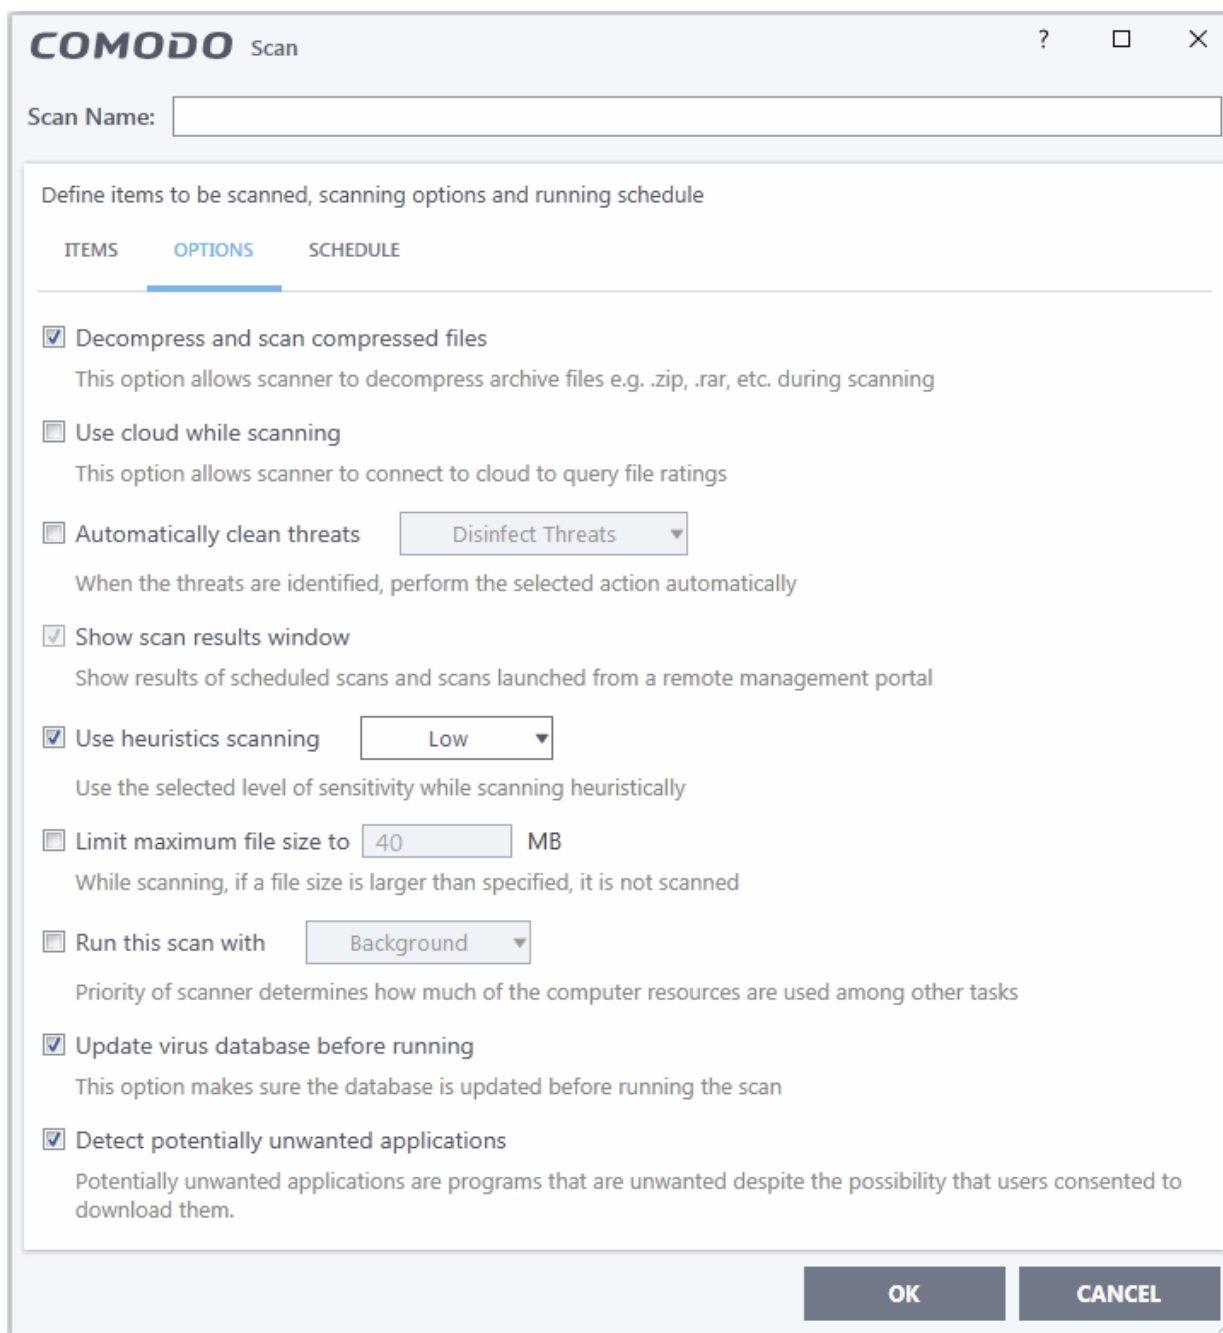 COMODO Scan ?
Scan Name:
Define items to be scanned, scanning options and running schedule
ITEMS OPTIONS SCHEDULE
Decompress and scan compressed files
This option allows scanner to decompress archive files e.g. .zip, .rar, etc. during scanning
Use cloud while scanning
This option allows scanner to connect to cloud to query file ratings
Automatically clean threats Disinfect Threats
When the threats are identified, perform the selected action automatically
Show scan results window
Show results of scheduled scans and scans launched from a remote management portal
Use heuristics scanning Low
Use the selected level of sensitivity while scanning heuristically
Limit maximum file size to 40 MB
While scanning, if a file size is larger than specified, it is not scanned
Run this scan with Background
Priority of scanner determines how much of the computer resources are used among other tasks
Update virus database before running
This option makes sure the database is updated before running the scan
Detect potentially unwanted applications
Potentially unwanted applications are programs that are unwanted despite the possibility that users consented to
download them.
OK CANCEL